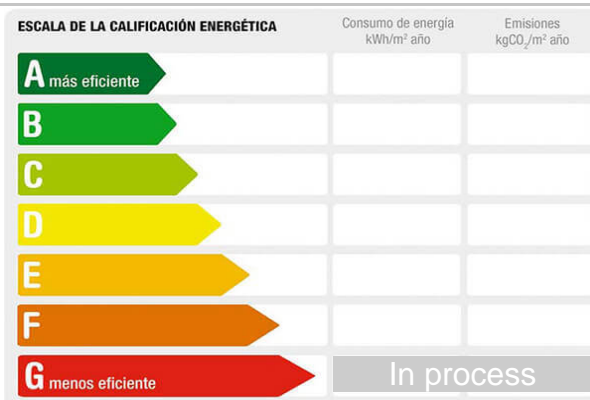 ESCALA DE LA CALIFICACIÓN ENERGÉTICA
Consumo de energía
kWh/m² año
Emisiones
kgCO₂/m² año
A más eficiente
B
C
D
E
F
G menos eficiente
In process